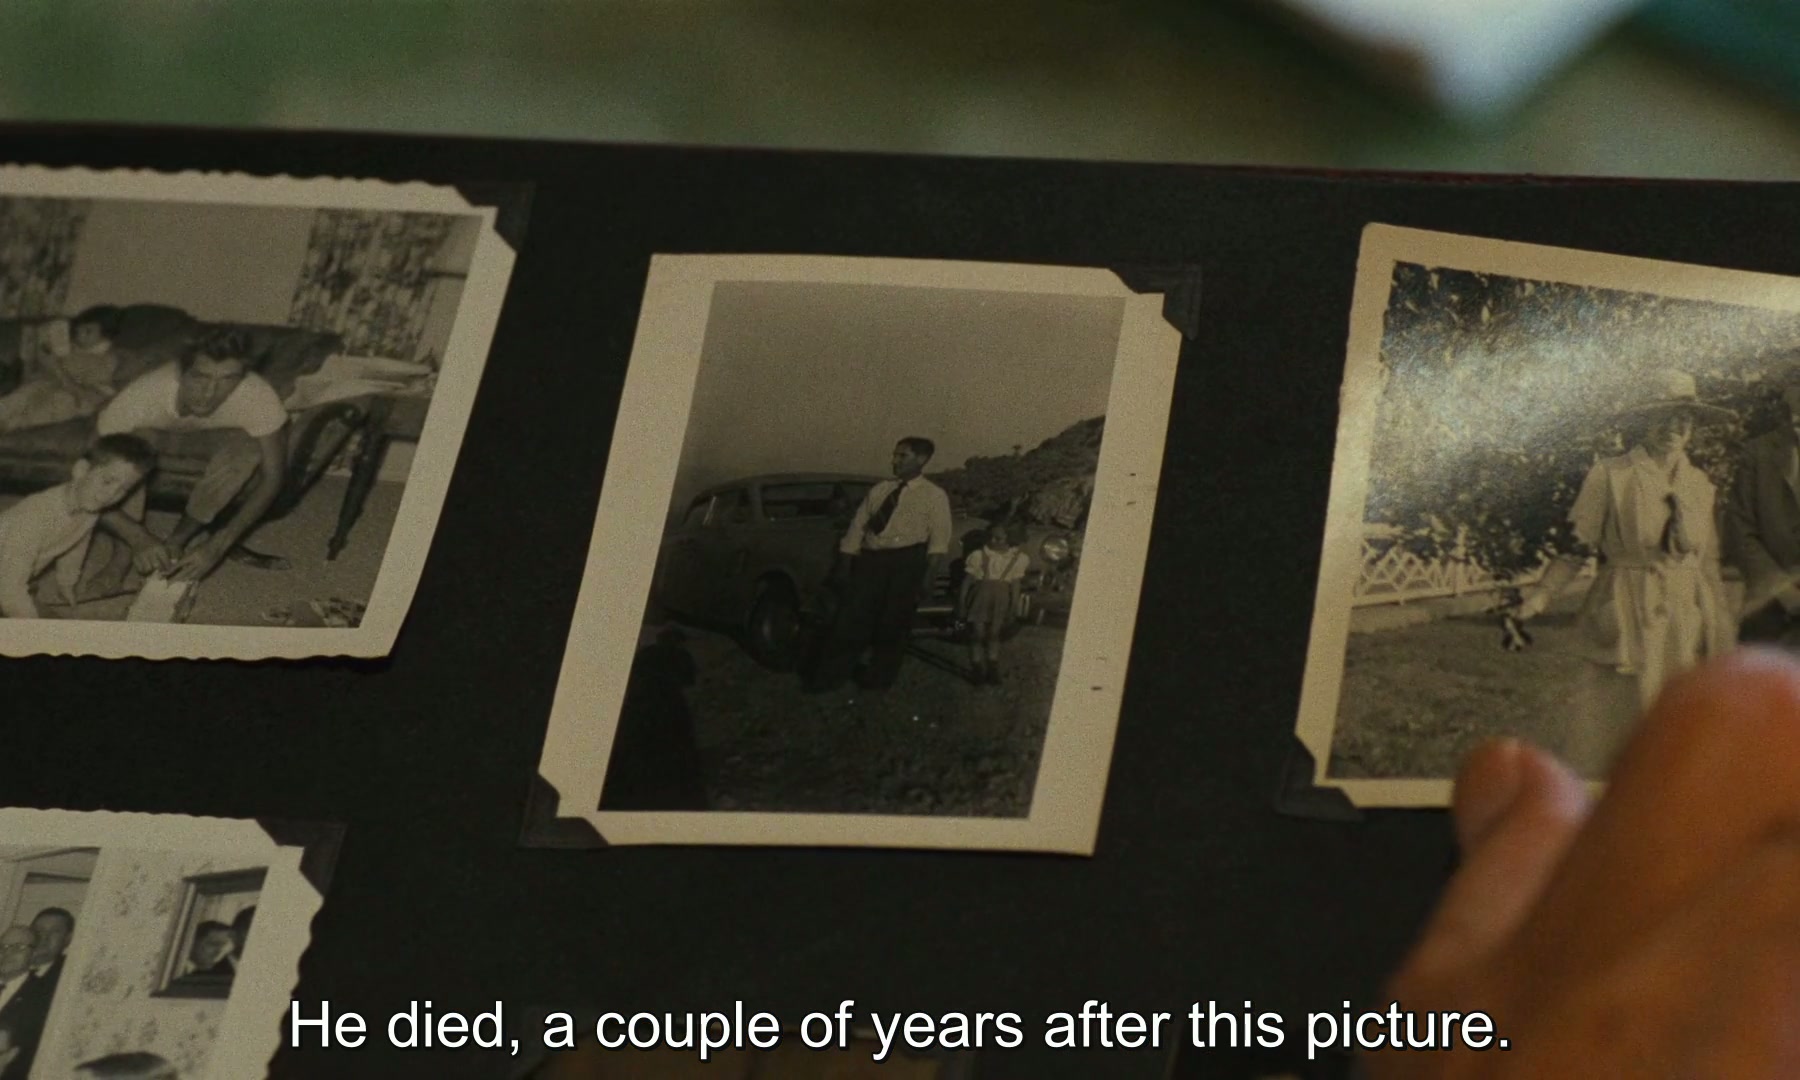 He died, a couple of years after this picture.